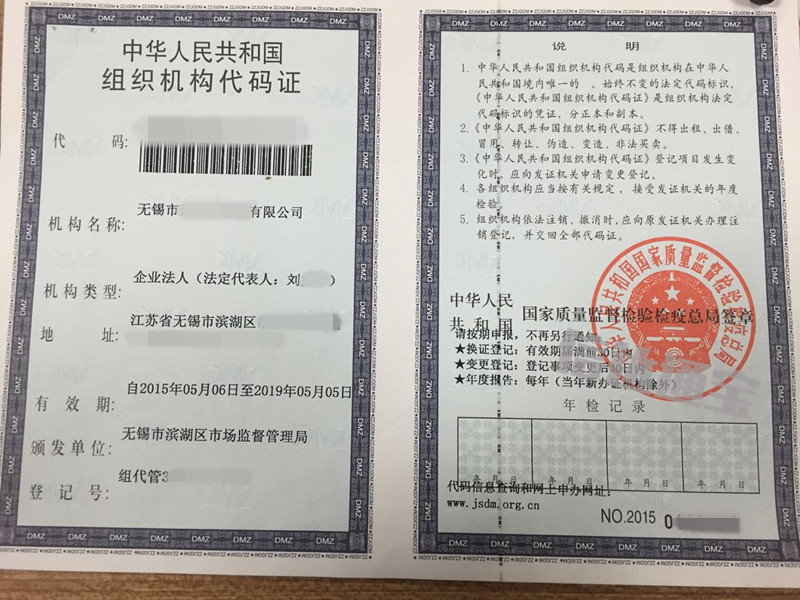 中华人民共和国
组织机构代码证
代 码:
机构名称: 无锡市 有限公司
机构类型: 企业法人（法定代表人：刘 ）
地 址: 江苏省无锡市滨湖区
有 效 期: 自2015年05月06日至2019年05月05日
颁发单位: 无锡市滨湖区市场监督管理局
登 记 号: 组代管3
说 明
1. 中华人民共和国组织机构代码是组织机构在中华人
民共和国境内唯一的、始终不变的法定代码标识，
《中华人民共和国组织机构代码证》是组织机构法定
代码标识的凭证，分正本和副本。
2.《中华人民共和国组织机构代码证》不得出租、出借、
冒用、转让、伪造、变造、非法买卖。
3.《中华人民共和国组织机构代码证》登记项目发生变
化时，应向发证机关申请变更登记。
4. 各组织机构应当按有关规定，接受发证机关的年度
检验。
5. 组织机构依法注销、撤消时，应向原发证机关办理注
销登记，并交回全部代码证。
中华人民
共 和 国 国家质量监督检验检疫总局签章
请按期申报，不再另行通知
★换证登记：有效期届满前30日内
★变更登记：登记事项变更后30日内
★年度报告：每年（当年新办证机构除外）
年 检 记 录
年 月 日 年 月 日 年 月 日 年 月 日
代码信息查询和网上申办网址：
www.jsdm.org.cn
NO.2015 0
中华人民共和国国家质量监督检验检疫总局
DMZ
ZZJGDM